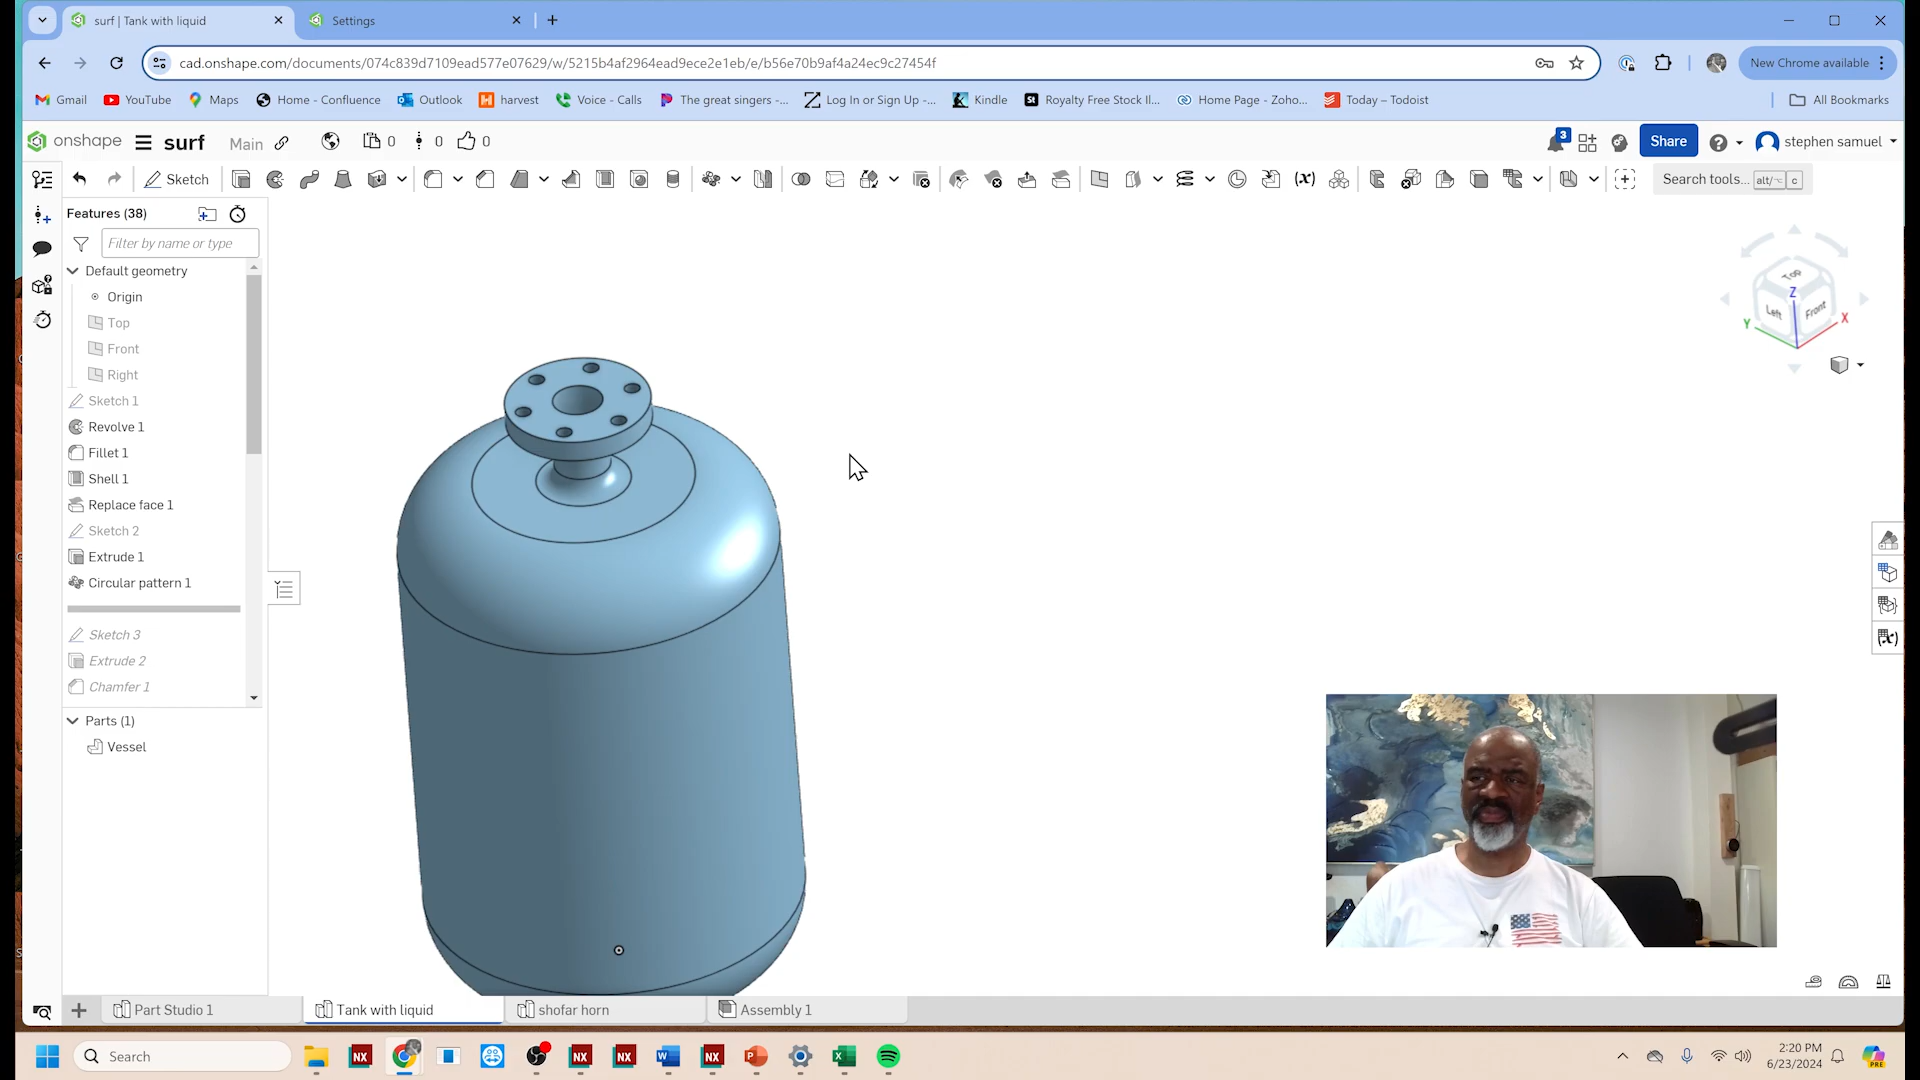 surf | Tank with liquid
Settings
cad.onshape.com/documents/074c839d7109ead577e07629/w/5215b4af2964ead9ece2e1eb/e/b56e70b9af4a24ec9c27454f
New Chrome available
Gmail
YouTube
Maps
Home - Confluence
Outlook
harvest
Voice - Calls
The great singers -...
Log In or Sign Up -...
Kindle
Royalty Free Stock Il...
Home Page - Zoho...
Today – Todoist
All Bookmarks
onshape
surf
Main
0
0
0
3
Share
stephen samuel
Sketch
Search tools... alt/⌥ c
Features (38)
Filter by name or type
Default geometry
Origin
Top
Front
Right
Sketch 1
Revolve 1
Fillet 1
Shell 1
Replace face 1
Sketch 2
Extrude 1
Circular pattern 1
Sketch 3
Extrude 2
Chamfer 1
Parts (1)
Vessel
Top
Z
Left
Front
Y
X
Part Studio 1
Tank with liquid
shofar horn
Assembly 1
Search
2:20 PM
6/23/2024